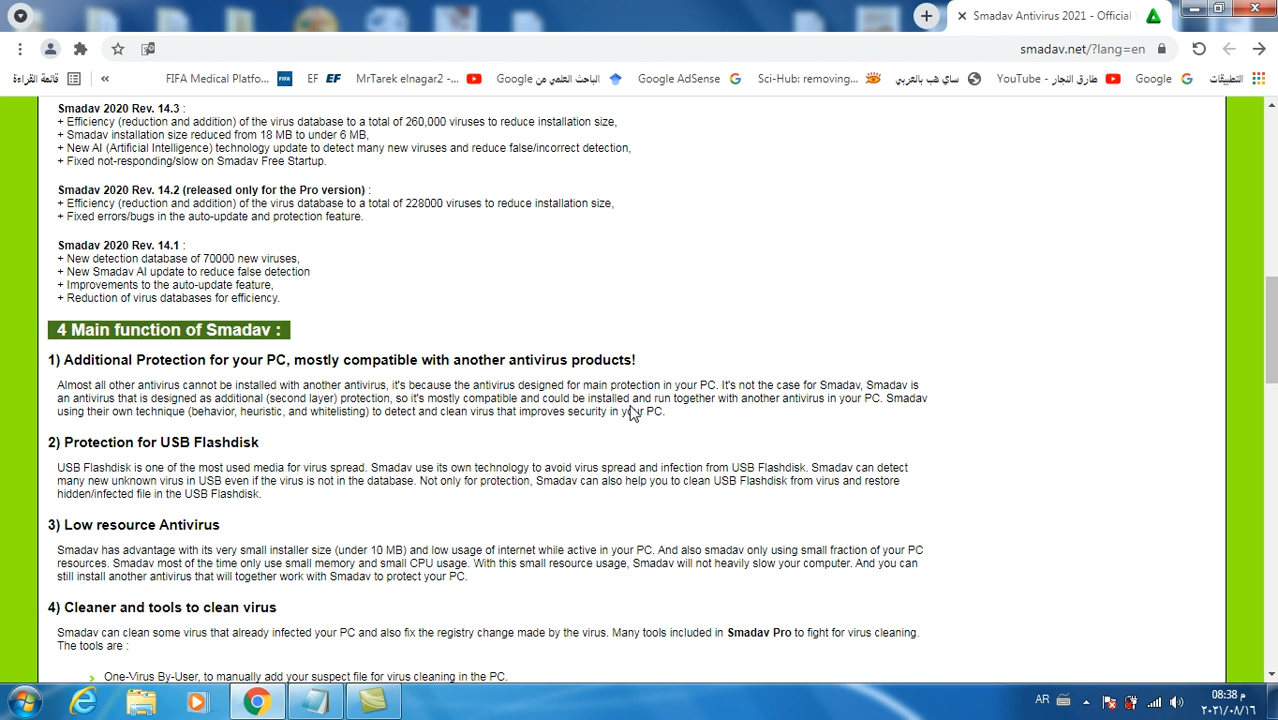 Smadav Antivirus 2021 - Official
smadav.net/?lang=en
قائمة القراءة
«
FIFA Medical Platfo...
FIFA
EF EF
MrTarek elnagar2 -...
الباحث العلمي من Google
Google AdSense
Sci-Hub: removing...
ساي هب بالعربي
طارق النجار - YouTube
Google
التطبيقات
Smadav 2020 Rev. 14.3 :
+ Efficiency (reduction and addition) of the virus database to a total of 260,000 viruses to reduce installation size,
+ Smadav installation size reduced from 18 MB to under 6 MB,
+ New AI (Artificial Intelligence) technology update to detect many new viruses and reduce false/incorrect detection,
+ Fixed not-responding/slow on Smadav Free Startup.
Smadav 2020 Rev. 14.2 (released only for the Pro version) :
+ Efficiency (reduction and addition) of the virus database to a total of 228000 viruses to reduce installation size,
+ Fixed errors/bugs in the auto-update and protection feature.
Smadav 2020 Rev. 14.1 :
+ New detection database of 70000 new viruses,
+ New Smadav AI update to reduce false detection
+ Improvements to the auto-update feature,
+ Reduction of virus databases for efficiency.
4 Main function of Smadav :
1) Additional Protection for your PC, mostly compatible with another antivirus products!
Almost all other antivirus cannot be installed with another antivirus, it's because the antivirus designed for main protection in your PC. It's not the case for Smadav, Smadav is
an antivirus that is designed as additional (second layer) protection, so it's mostly compatible and could be installed and run together with another antivirus in your PC. Smadav
using their own technique (behavior, heuristic, and whitelisting) to detect and clean virus that improves security in your PC.
2) Protection for USB Flashdisk
USB Flashdisk is one of the most used media for virus spread. Smadav use its own technology to avoid virus spread and infection from USB Flashdisk. Smadav can detect
many new unknown virus in USB even if the virus is not in the database. Not only for protection, Smadav can also help you to clean USB Flashdisk from virus and restore
hidden/infected file in the USB Flashdisk.
3) Low resource Antivirus
Smadav has advantage with its very small installer size (under 10 MB) and low usage of internet while active in your PC. And also smadav only using small fraction of your PC
resources. Smadav most of the time only use small memory and small CPU usage. With this small resource usage, Smadav will not heavily slow your computer. And you can
still install another antivirus that will together work with Smadav to protect your PC.
4) Cleaner and tools to clean virus
Smadav can clean some virus that already infected your PC and also fix the registry change made by the virus. Many tools included in Smadav Pro to fight for virus cleaning.
The tools are :
One-Virus By-User, to manually add your suspect file for virus cleaning in the PC.
AR
08:38 م
٢٠٢١/٠٨/١٦